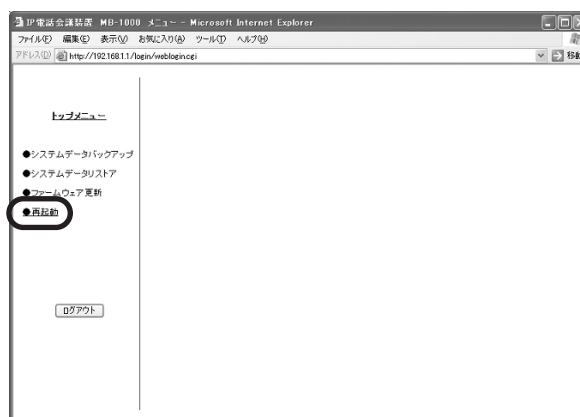 IP電話会議装置 MB-1000 メニュー - Microsoft Internet Explorer
ファイル(F) 編集(E) 表示(V) お気に入り(A) ツール(T) ヘルプ(H)
アドレス(D) http://192.168.1.1/login/weblogin.cgi 移動
トップメニュー
●システムデータバックアップ
●システムデータリストア
●ファームウェア更新
●再起動
ログアウト